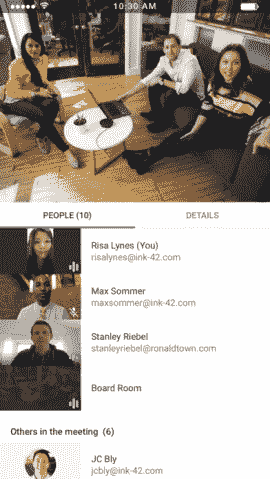 10:30 AM
PEOPLE (10)
DETAILS
Risa Lynes (You)
risalynes@ink-42.com
Max Sommer
maxsommer@ink-42.com
Stanley Riebel
stanleyriebel@ronaldtown.com
Board Room
Others in the meeting (6)
JC Bly
jcbly@ink-42.com